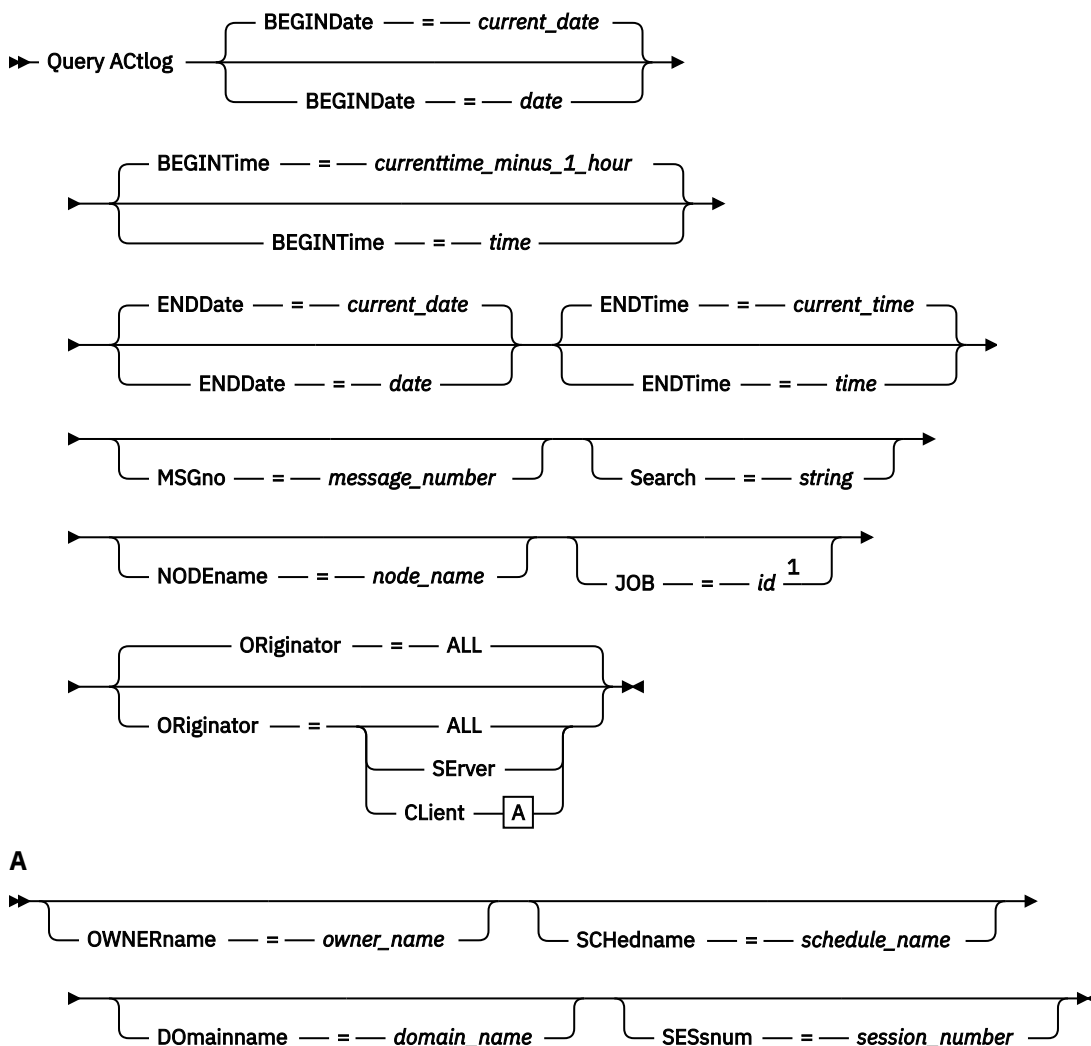 BEGINDate = current_date
Query ACtlog
BEGINDate = date
BEGINTime = currenttime_minus_1_hour
BEGINTime = time
ENDDate = current_date ENDTime = current_time
ENDDate = date ENDTime = time
MSGno = message_number Search = string
NODEname = node_name JOB = id 1
ORiginator = ALL
ORiginator = ALL
SErver
CLient A
A
OWNERname = owner_name SCHedname = schedule_name
DOmainname = domain_name SESsnum = session_number